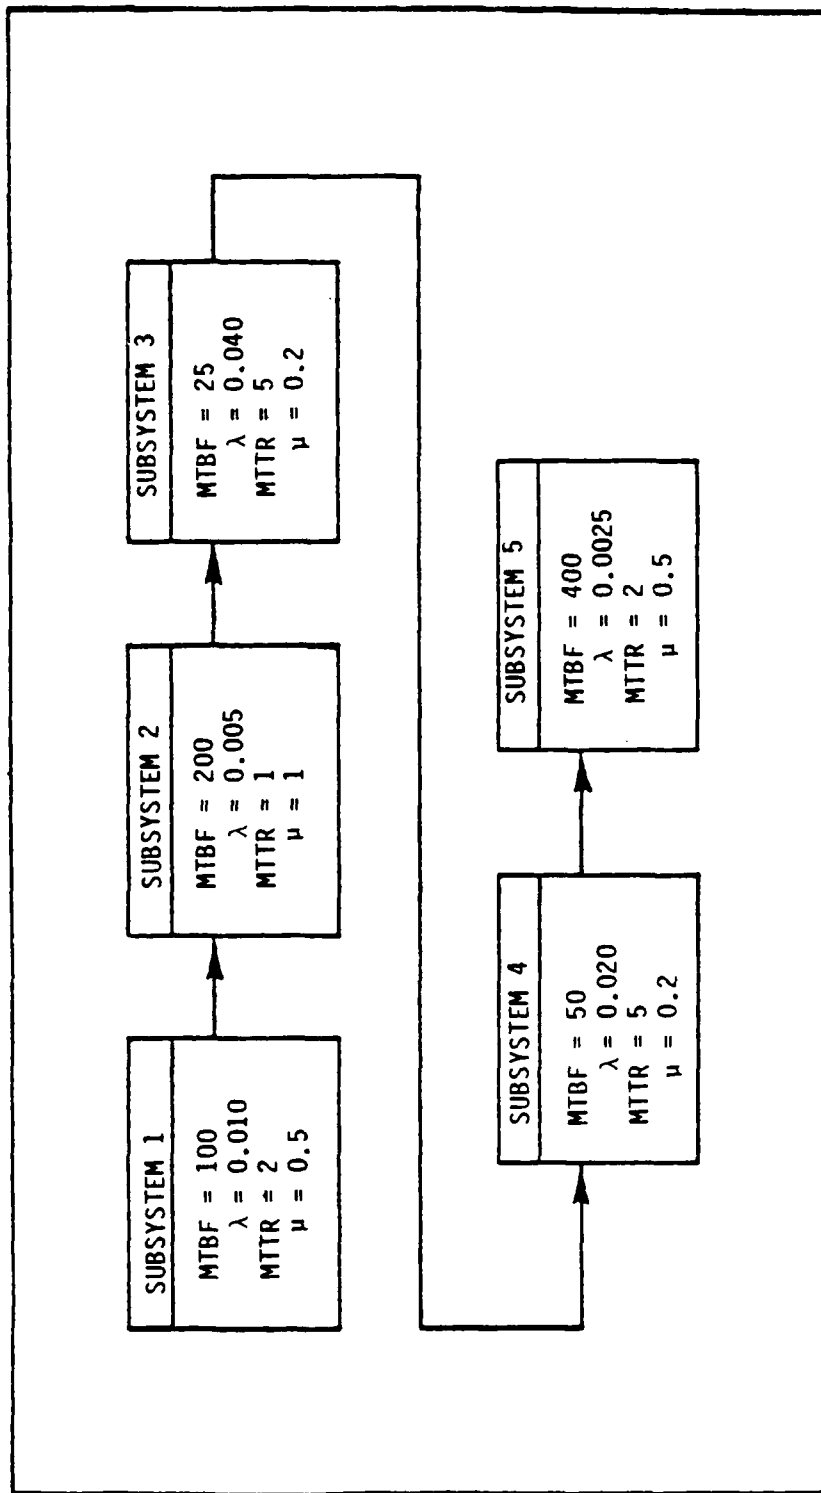 SUBSYSTEM 1
MTBF = 100
λ = 0.010
MTTR = 2
μ = 0.5
SUBSYSTEM 2
MTBF = 200
λ = 0.005
MTTR = 1
μ = 1
SUBSYSTEM 3
MTBF = 25
λ = 0.040
MTTR = 5
μ = 0.2
SUBSYSTEM 4
MTBF = 50
λ = 0.020
MTTR = 5
μ = 0.2
SUBSYSTEM 5
MTBF = 400
λ = 0.0025
MTTR = 2
μ = 0.5